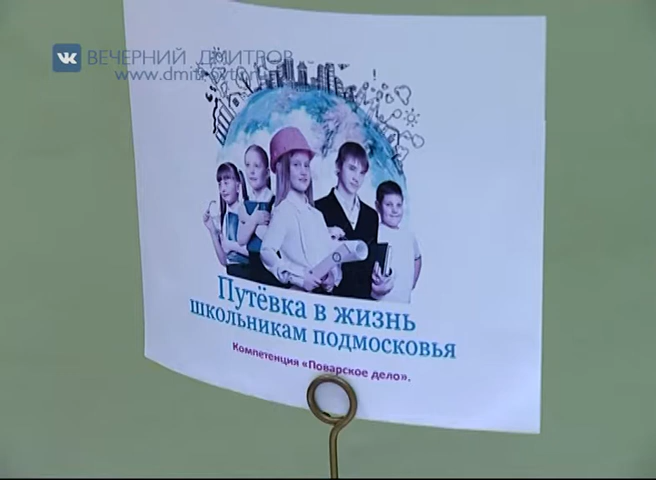 ВЕЧЕРНИЙ ДМИТРОВ
Путёвка в жизнь
школьникам подмосковья
Компетенция «Поварское дело».